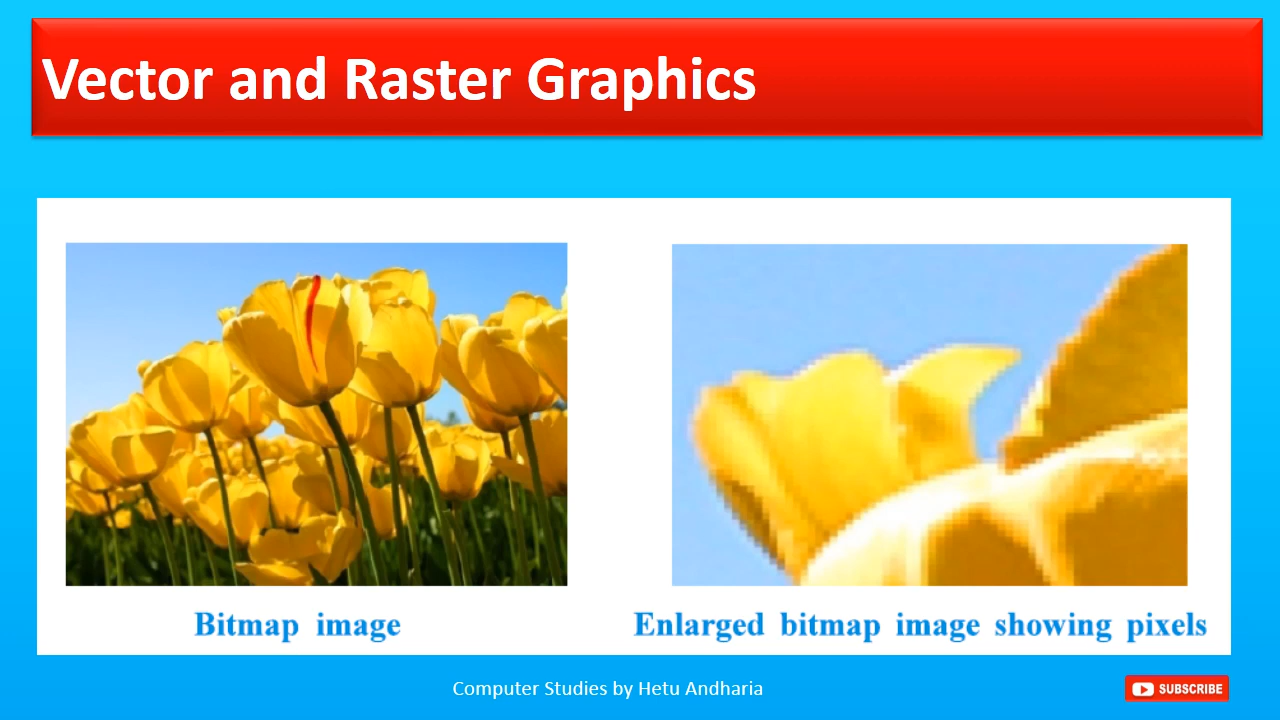 Vector and Raster Graphics
Bitmap image
Enlarged bitmap image showing pixels
Computer Studies by Hetu Andharia
SUBSCRIBE